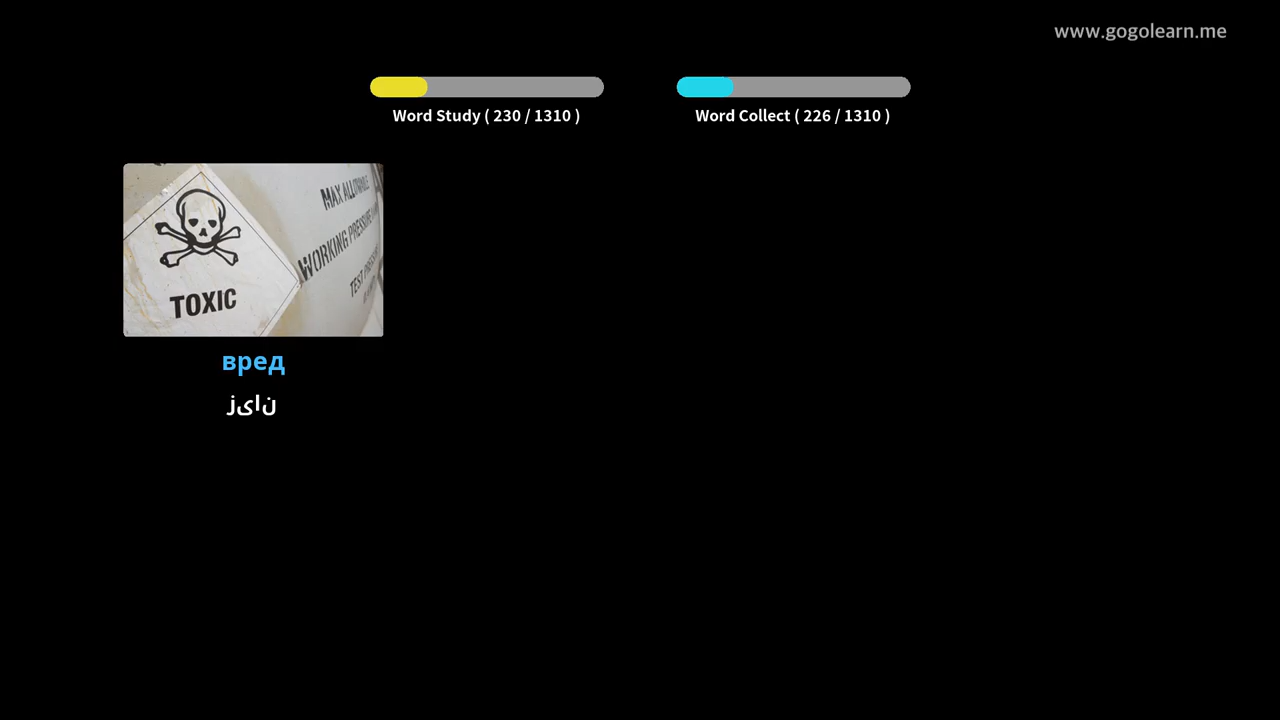 www.gogolearn.me
Word Study ( 230 / 1310 )
Word Collect ( 226 / 1310 )
MAX ALLOWABLE
WORKING PRESSURE
TOXIC
вред
زیان